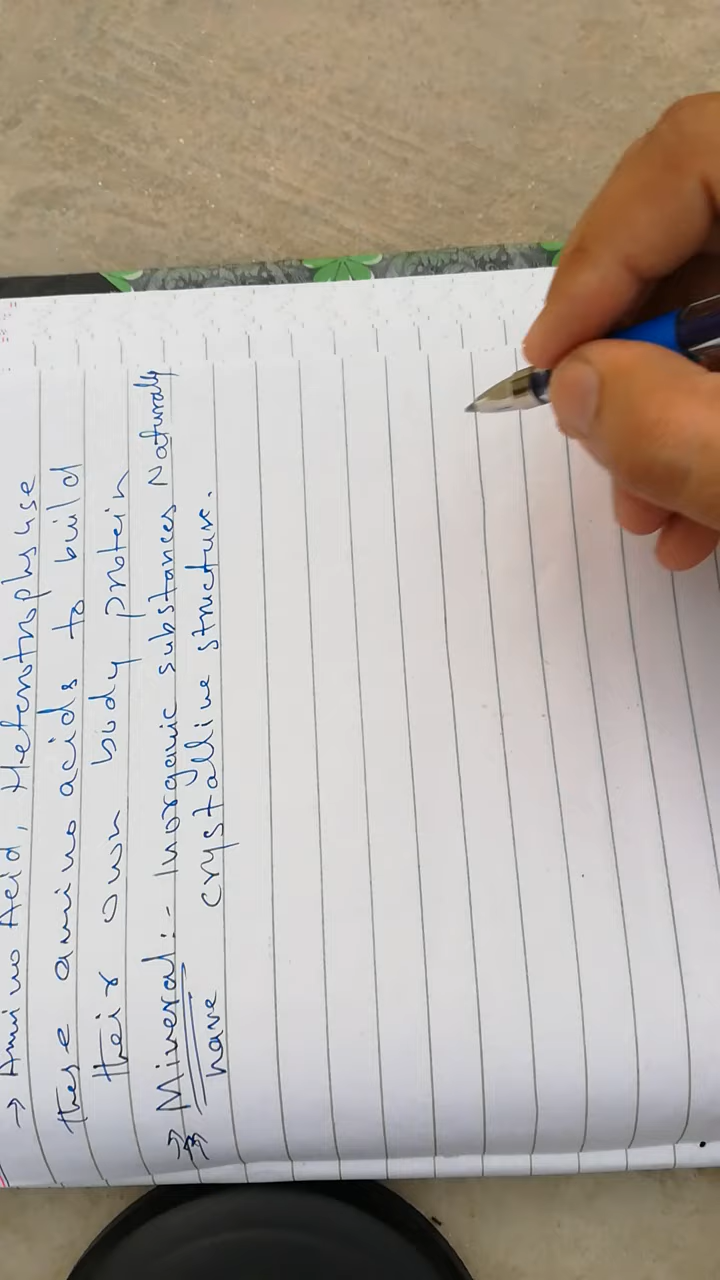 → Amino Acid, Heterotrophs use
these amino acids to build
their own body protein
⇒ Mineral :- Inorganic substances Naturally
have crystalline structure.